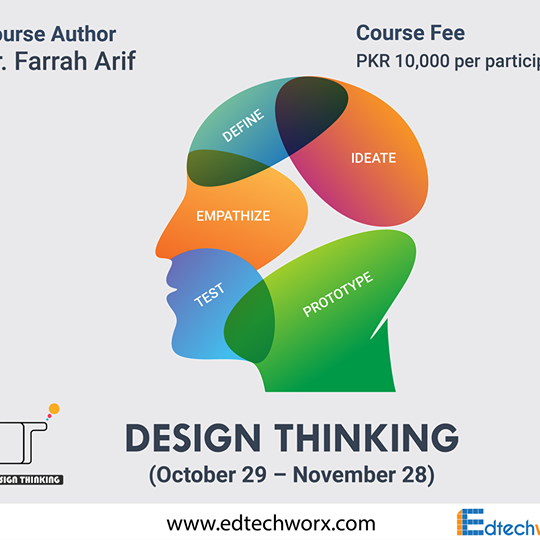 ourse Author
r. Farrah Arif
Course Fee
PKR 10,000 per particip
DEFINE
IDEATE
EMPATHIZE
TEST
PROTOTYPE
DESIGN THINKING
(October 29 – November 28)
SIGN THINKING
www.edtechworx.com
Edtechw